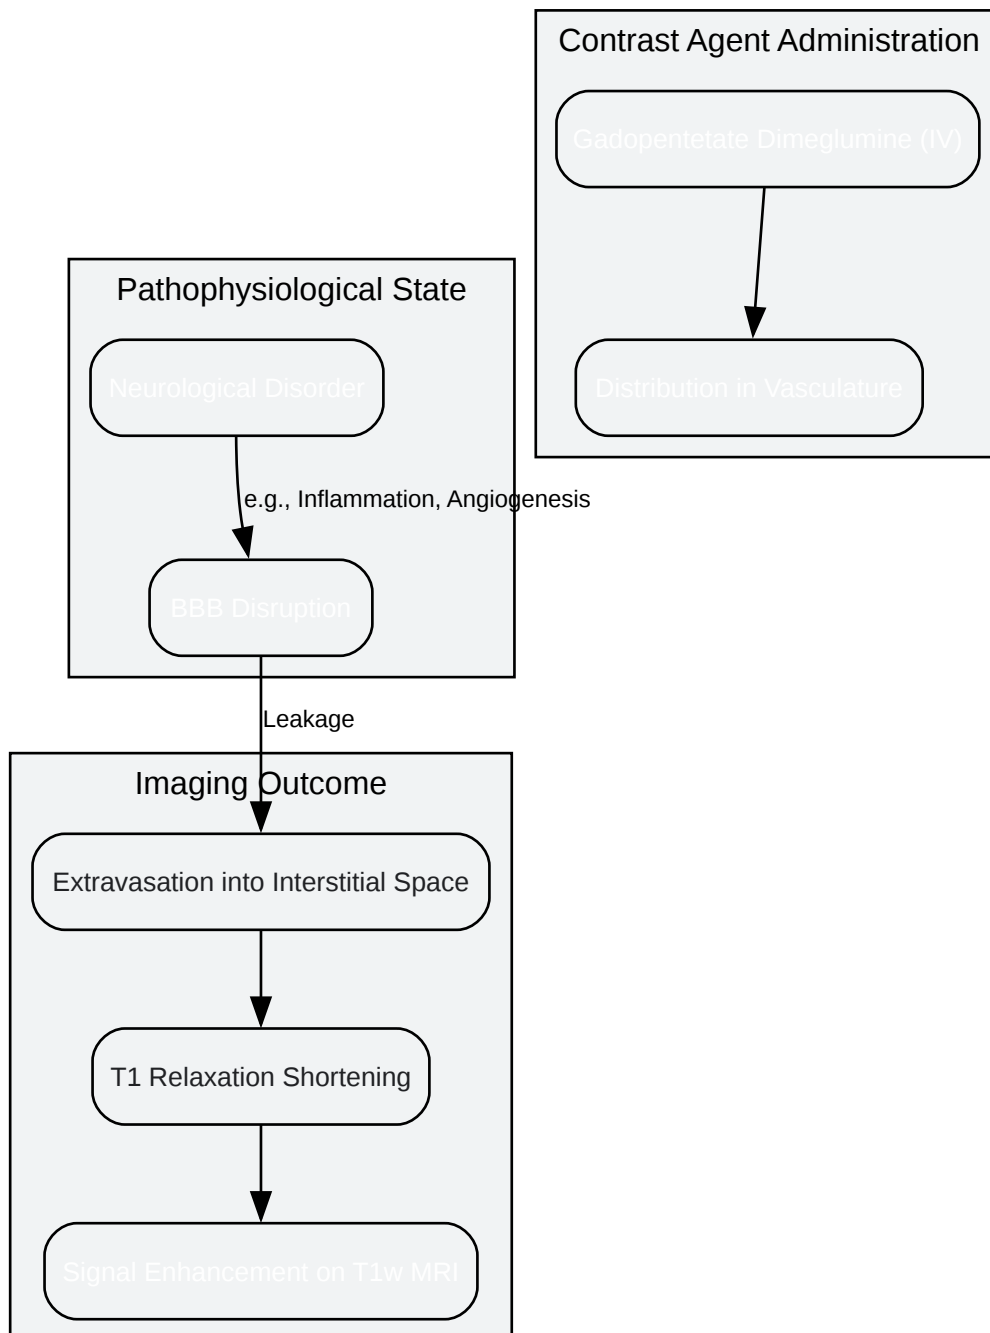 Contrast Agent Administration
Gadopentetate Dimeglumine (IV)
Distribution in Vasculature
Pathophysiological State
Neurological Disorder
e.g., Inflammation, Angiogenesis
BBB Disruption
Leakage
Imaging Outcome
Extravasation into Interstitial Space
T1 Relaxation Shortening
Signal Enhancement on T1w MRI